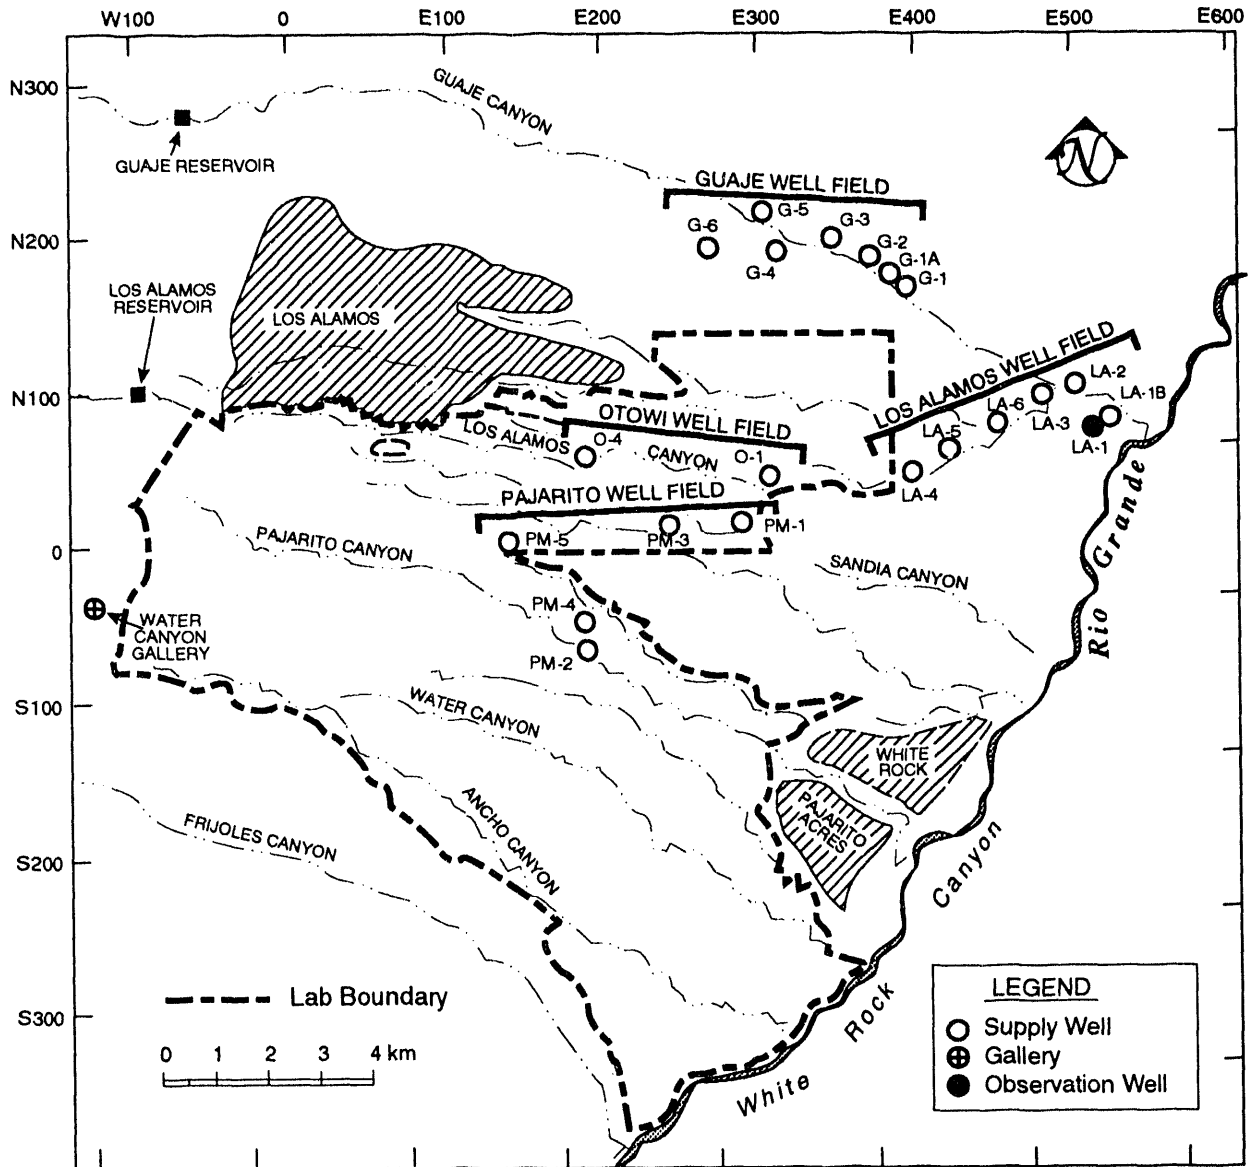 W100 0 E100 E200 E300 E400 E500 E600
N300
GUAJE CANYON
GUAJE RESERVOIR
N
GUAJE WELL FIELD
G-5
G-3
G-6
G-2
N200
G-1A
G-4
G-1
LOS ALAMOS
RESERVOIR
LOS ALAMOS
LOS ALAMOS WELL FIELD
LA-2
LA-1B
N100
LA-6
OTOWI WELL FIELD
LA-3
LA-5
LA-1
LOS ALAMOS
CANYON
O-4
O-1
LA-4
PAJARITO WELL FIELD
PM-1
PM-5
PM-3
0
PAJARITO CANYON
SANDIA CANYON
Rio Grande
PM-4
WATER
CANYON
GALLERY
PM-2
S100
WATER CANYON
WHITE
ROCK
PAJARITO
ACRES
ANCHO CANYON
FRIJOLES CANYON
S200
White Rock Canyon
Lab Boundary
S300
0 1 2 3 4 km
LEGEND
Supply Well
Gallery
Observation Well